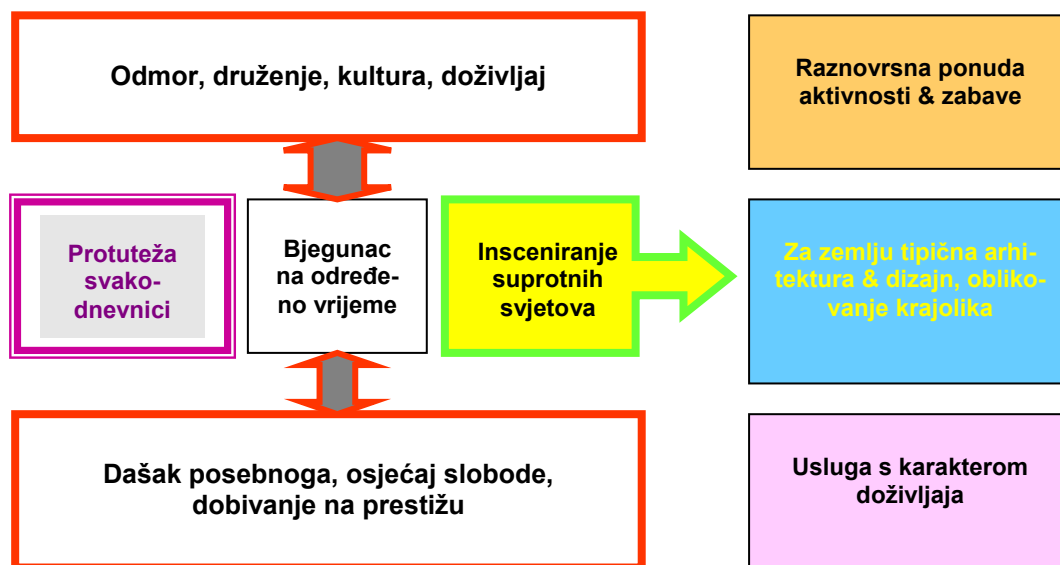 Odmor, druženje, kultura, doživljaj
Raznovrsna ponuda
aktivnosti & zabave
Protuteža
svako-
dnevnici
Bjegunac
na određe-
no vrijeme
Insceniranje
suprotnih
svjetova
Za zemlju tipična arhi-
tektura & dizajn, obliko-
vanje krajolika
Dašak posebnoga, osjećaj slobode,
dobivanje na prestižu
Usluga s karakterom
doživljaja